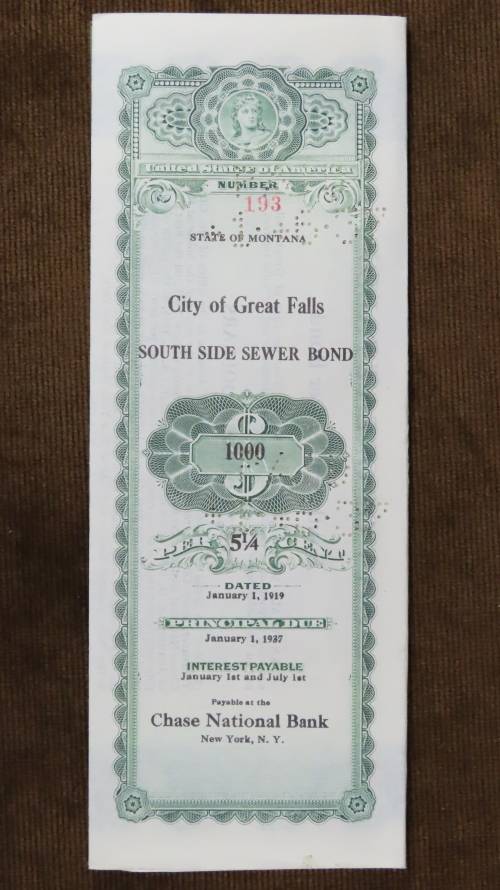 United States of America
NUMBER
193
STATE OF MONTANA
City of Great Falls
SOUTH SIDE SEWER BOND
$
1000
PER 5¼ CENT
DATED
January 1, 1919
PRINCIPAL DUE
January 1, 1937
INTEREST PAYABLE
January 1st and July 1st
Payable at the
Chase National Bank
New York, N. Y.